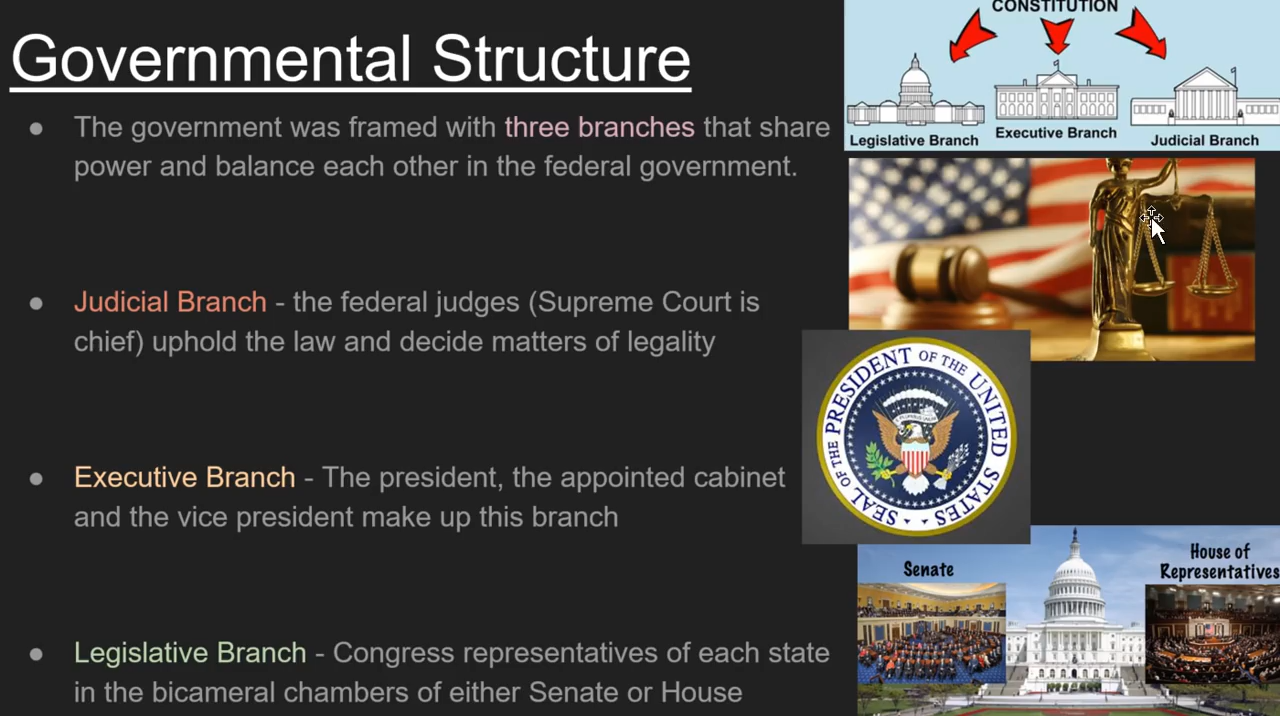 Governmental Structure
● The government was framed with three branches that share
power and balance each other in the federal government.
● Judicial Branch - the federal judges (Supreme Court is
chief) uphold the law and decide matters of legality
● Executive Branch - The president, the appointed cabinet
and the vice president make up this branch
● Legislative Branch - Congress representatives of each state
in the bicameral chambers of either Senate or House
CONSTITUTION
Legislative Branch
Executive Branch
Judicial Branch
SEAL OF THE PRESIDENT OF THE UNITED STATES
E PLURIBUS UNUM
Senate
House of
Representatives